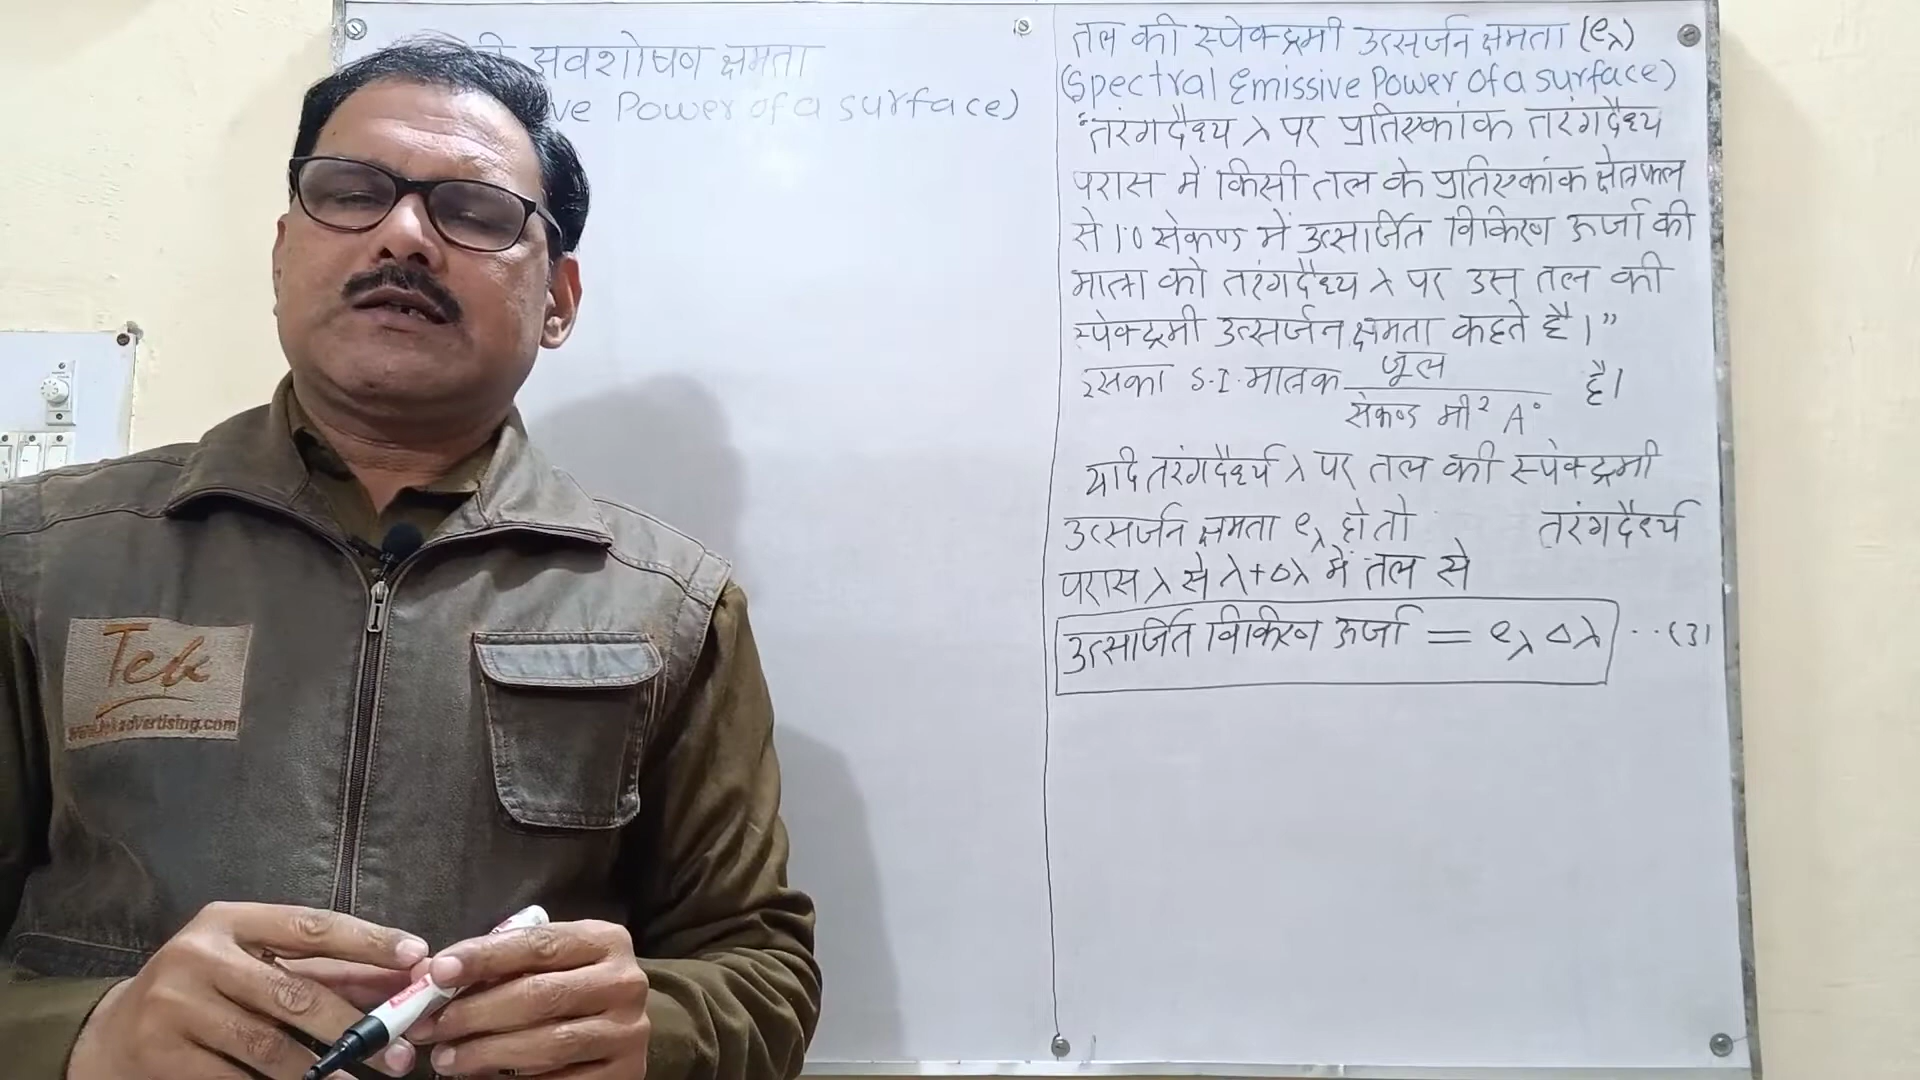 अवशोषण क्षमता
ve Power of a surface)
तल की स्पेक्ट्रमी उत्सर्जन क्षमता (eλ)
(Spectral Emissive Power of a surface)
"तरंगदैध्य λ पर प्रतिएकांक तरंगदैध्य
परास में किसी तल के प्रतिएकांक क्षेत्रफल
से 1.0 सेकण्ड में उत्सर्जित विकिरण ऊर्जा की
मात्रा को तरंगदैध्य λ पर उस तल की
स्पेक्ट्रमी उत्सर्जन क्षमता कहते है।"
इसका S.I. मात्रक जूल है।
सेकण्ड मी² A°
यदि तरंगदैर्ध्य λ पर तल की स्पेक्ट्रमी
उत्सर्जन क्षमता eλ हो तो तरंगदैर्ध्य
परास λ से λ+Δλ में तल से
उत्सर्जित विकिरण ऊर्जा = eλ Δλ ..(3)
Tek
www.tekadvertising.com